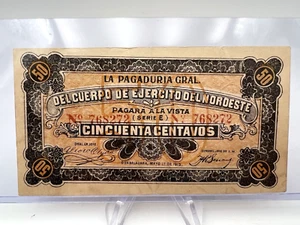 LA PAGADURIA GRAL.
DEL CUERPO DE EJERCITO DEL NOROESTE
PAGARA A LA VISTA
(SERIE E)
Nº 768272 Nº 768272
CINCUENTA CENTAVOS
50 50
50 50